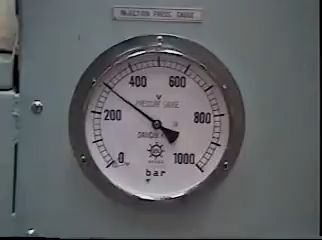 INJECTION PRESS. GAUGE
400 600
PRESSURE GAUGE
200 800
0 1000
bar